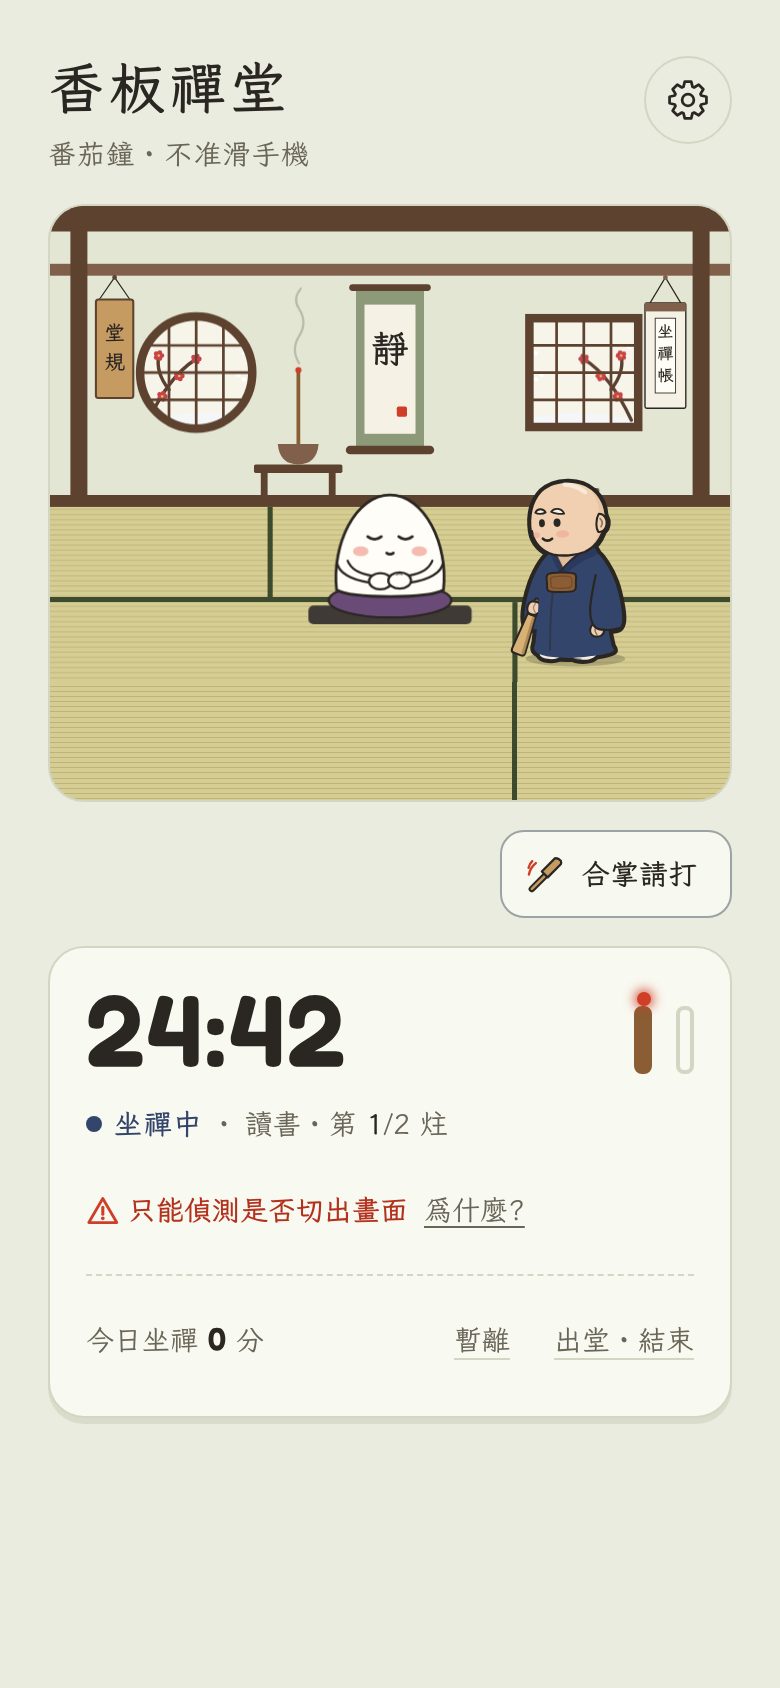 香板禪堂
番茄鐘・不准滑手機
堂規
靜
坐禪帳
合掌請打
24:42
坐禪中・讀書・第 1/2 炷
只能偵測是否切出畫面 為什麼?
今日坐禪 0 分 暫離 出堂・結束